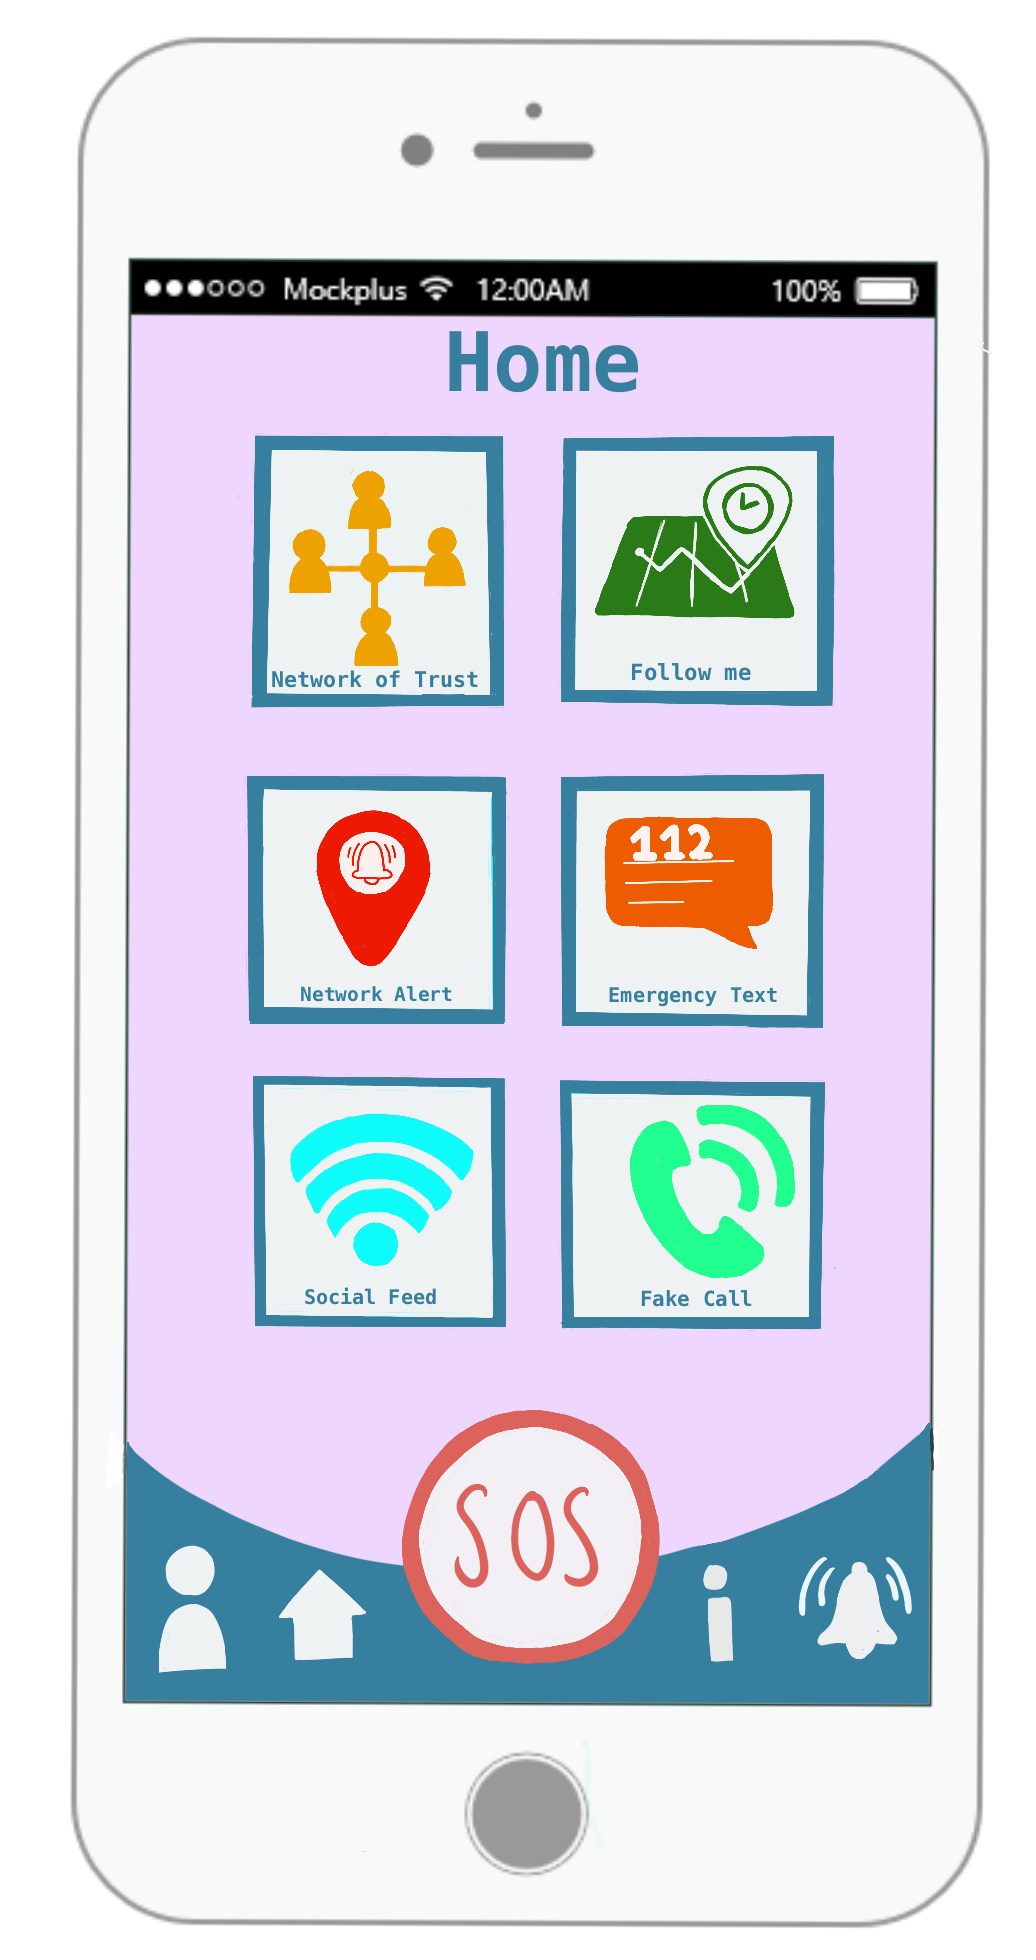 Mockplus 12:00AM 100%
Home
Network of Trust
Follow me
Network Alert
112
Emergency Text
Social Feed
Fake Call
SOS